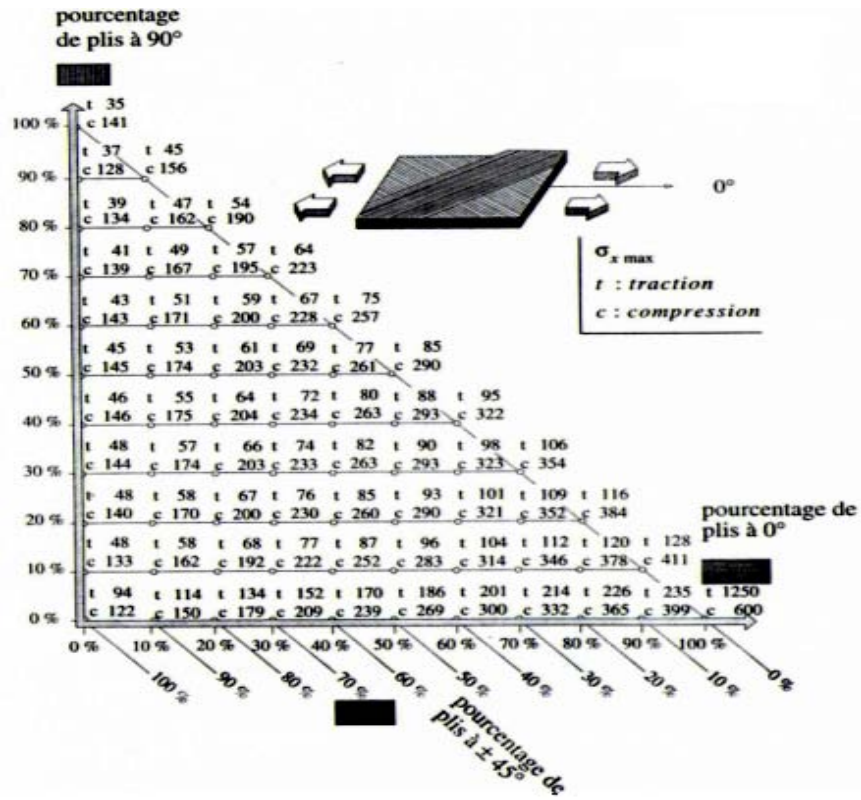 pourcentage
de plis à 90°
t 35
100 % c 141
t 37 t 45
90 % c 128 c 156
t 39 t 47 t 54
80 % c 134 c 162 c 190
t 41 t 49 t 57 t 64
70 % c 139 c 167 c 195 c 223
t 43 t 51 t 59 t 67 t 75
60 % c 143 c 171 c 200 c 228 c 257
t 45 t 53 t 61 t 69 t 77 t 85
50 % c 145 c 174 c 203 c 232 c 261 c 290
t 46 t 55 t 64 t 72 t 80 t 88 t 95
40 % c 146 c 175 c 204 c 234 c 263 c 293 c 322
t 48 t 57 t 66 t 74 t 82 t 90 t 98 t 106
30 % c 144 c 174 c 203 c 233 c 263 c 293 c 323 c 354
t 48 t 58 t 67 t 76 t 85 t 93 t 101 t 109 t 116
20 % c 140 c 170 c 200 c 230 c 260 c 290 c 321 c 352 c 384
t 48 t 58 t 68 t 77 t 87 t 96 t 104 t 112 t 120 t 128
10 % c 133 c 162 c 192 c 222 c 252 c 283 c 314 c 346 c 378 c 411
t 94 t 114 t 134 t 152 t 170 t 186 t 201 t 214 t 226 t 235 t 1250
0 % c 122 c 150 c 179 c 209 c 239 c 269 c 300 c 332 c 365 c 399 c 600
0 % 10 % 20 % 30 % 40 % 50 % 60 % 70 % 80 % 90 % 100 %
100 % 90 % 80 % 70 % 60 % 50 % 40 % 30 % 20 % 10 % 0 %
0°
σx max
t : traction
c : compression
pourcentage de
plis à 0°
pourcentage de
plis à ± 45°